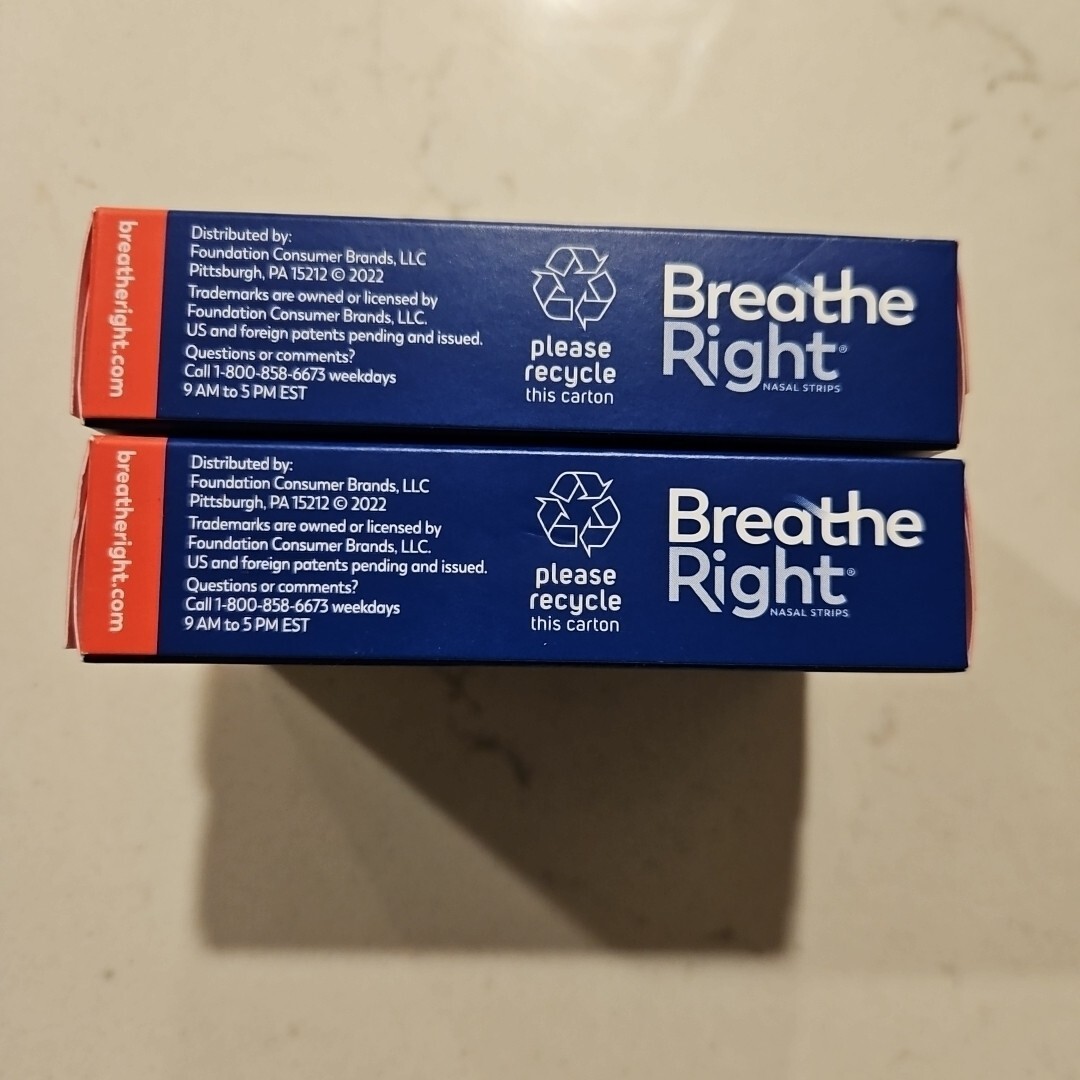 breatheright.com
Distributed by:
Foundation Consumer Brands, LLC
Pittsburgh, PA 15212 © 2022
Trademarks are owned or licensed by
Foundation Consumer Brands, LLC.
US and foreign patents pending and issued.
Questions or comments?
Call 1-800-858-6673 weekdays
9 AM to 5 PM EST
please
recycle
this carton
Breathe
Right®
NASAL STRIPS
breatheright.com
Distributed by:
Foundation Consumer Brands, LLC
Pittsburgh, PA 15212 © 2022
Trademarks are owned or licensed by
Foundation Consumer Brands, LLC.
US and foreign patents pending and issued.
Questions or comments?
Call 1-800-858-6673 weekdays
9 AM to 5 PM EST
please
recycle
this carton
Breathe
Right®
NASAL STRIPS